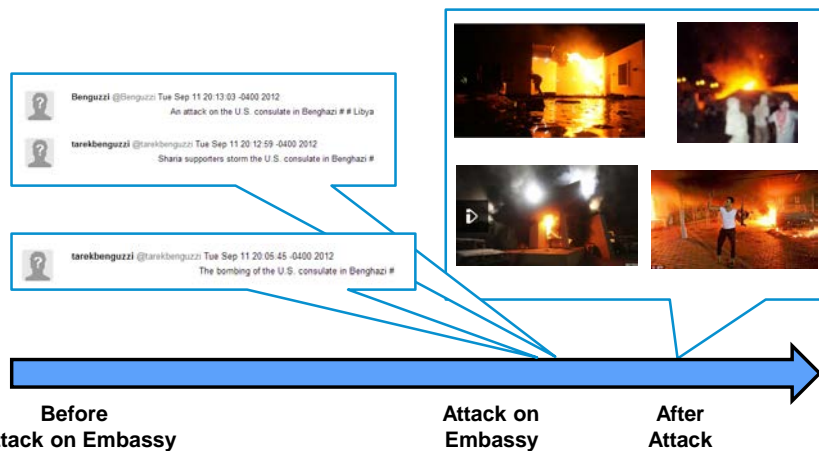 Benguzzi @Benguzzi Tue Sep 11 20:13:03 -0400 2012
An attack on the U.S. consulate in Benghazi # # Libya
tarekbenguzzi @tarekbenguzzi Tue Sep 11 20:12:59 -0400 2012
Sharia supporters storm the U.S. consulate in Benghazi #
tarekbenguzzi @tarekbenguzzi Tue Sep 11 20:05:45 -0400 2012
The bombing of the U.S. consulate in Benghazi #
Before
ttack on Embassy
Attack on
Embassy
After
Attack